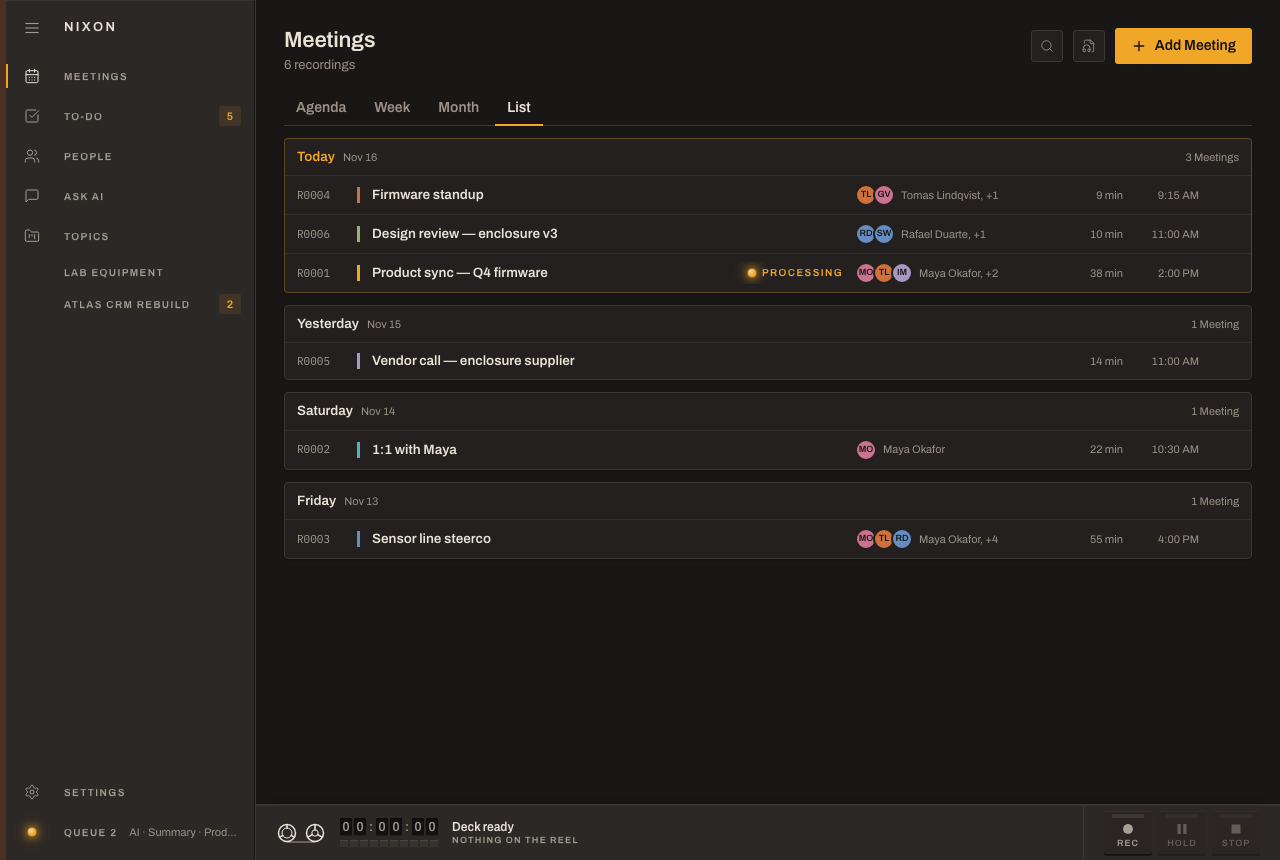 NIXON
MEETINGS
TO-DO 5
PEOPLE
ASK AI
TOPICS
LAB EQUIPMENT
ATLAS CRM REBUILD 2
SETTINGS
QUEUE 2 AI · Summary · Prod...
Meetings
6 recordings
Add Meeting
Agenda Week Month List
Today Nov 16 3 Meetings
R0004 Firmware standup TL GV Tomas Lindqvist, +1 9 min 9:15 AM
R0006 Design review — enclosure v3 RD SW Rafael Duarte, +1 10 min 11:00 AM
R0001 Product sync — Q4 firmware PROCESSING MO TL IM Maya Okafor, +2 38 min 2:00 PM
Yesterday Nov 15 1 Meeting
R0005 Vendor call — enclosure supplier 14 min 11:00 AM
Saturday Nov 14 1 Meeting
R0002 1:1 with Maya MO Maya Okafor 22 min 10:30 AM
Friday Nov 13 1 Meeting
R0003 Sensor line steerco MO TL RD Maya Okafor, +4 55 min 4:00 PM
00:00:00
Deck ready
NOTHING ON THE REEL
REC HOLD STOP